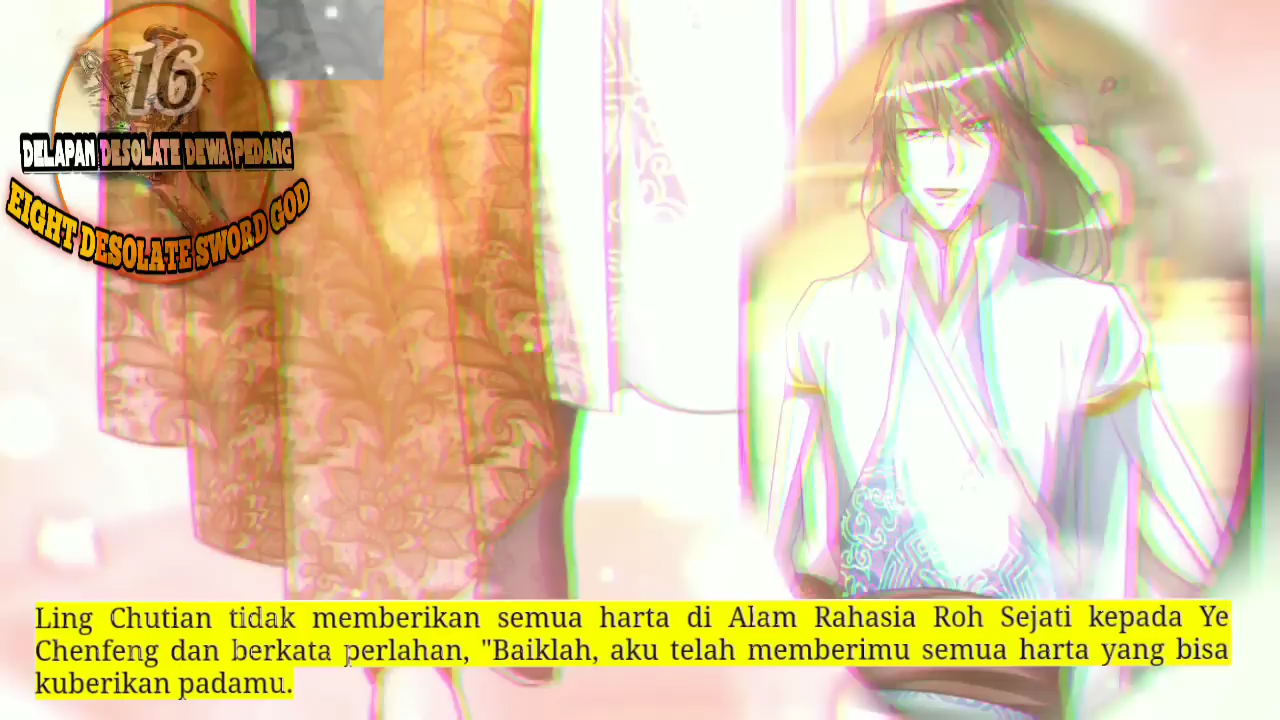 16
DELAPAN DESOLATE DEWA PEDANG
EIGHT DESOLATE SWORD GOD
Ling Chutian tidak memberikan semua harta di Alam Rahasia Roh Sejati kepada Ye
Chenfeng dan berkata perlahan, "Baiklah, aku telah memberimu semua harta yang bisa
kuberikan padamu.